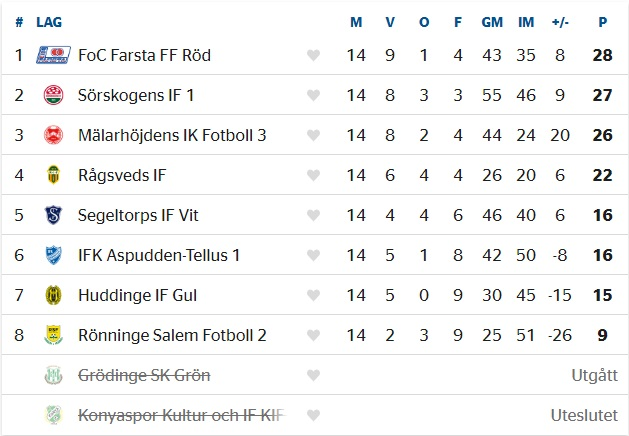 # LAG M V O F GM IM +/- P
1 FoC Farsta FF Röd 14 9 1 4 43 35 8 28
2 Sörskogens IF 1 14 8 3 3 55 46 9 27
3 Mälarhöjdens IK Fotboll 3 14 8 2 4 44 24 20 26
4 Rågsveds IF 14 6 4 4 26 20 6 22
5 Segeltorps IF Vit 14 4 4 6 46 40 6 16
6 IFK Aspudden-Tellus 1 14 5 1 8 42 50 -8 16
7 Huddinge IF Gul 14 5 0 9 30 45 -15 15
8 Rönninge Salem Fotboll 2 14 2 3 9 25 51 -26 9
Grödinge SK Grön Utgått
Konyaspor Kultur och IF KIF Uteslutet